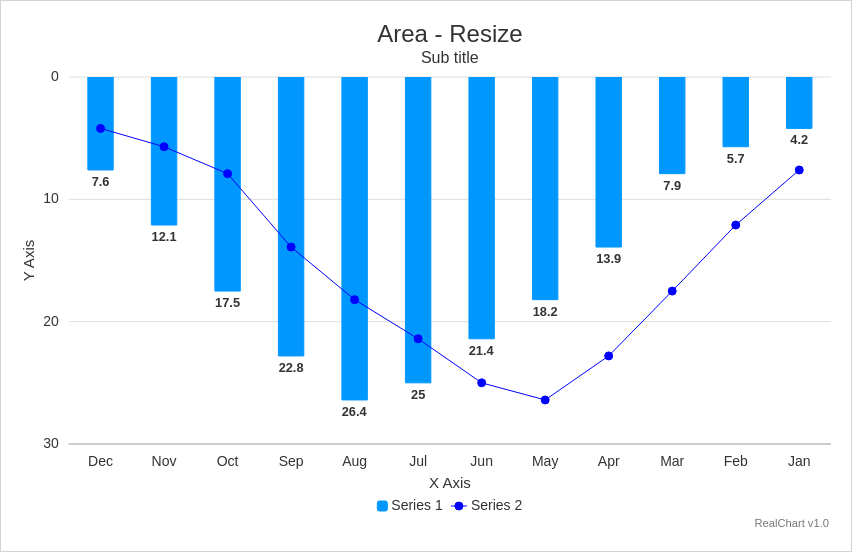 Area - Resize
Sub title
Y Axis
0
10
20
30
7.6
12.1
17.5
22.8
26.4
25
21.4
18.2
13.9
7.9
5.7
4.2
Dec Nov Oct Sep Aug Jul Jun May Apr Mar Feb Jan
X Axis
Series 1 Series 2
RealChart v1.0